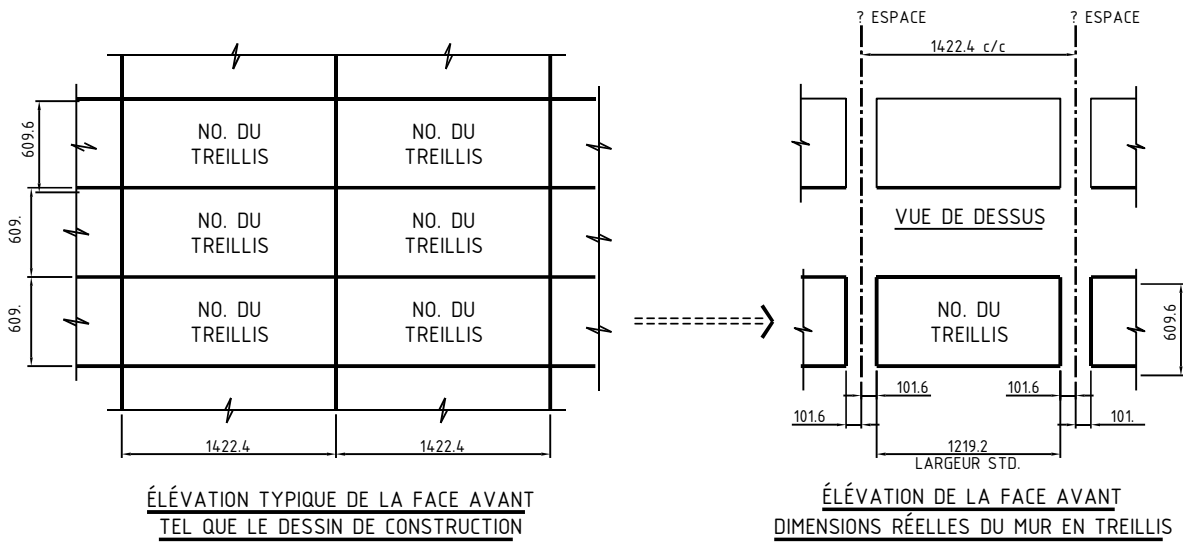 NO. DU
TREILLIS
NO. DU
TREILLIS
609.6
NO. DU
TREILLIS
NO. DU
TREILLIS
609.
NO. DU
TREILLIS
NO. DU
TREILLIS
609.
1422.4
1422.4
ÉLÉVATION TYPIQUE DE LA FACE AVANT
TEL QUE LE DESSIN DE CONSTRUCTION
? ESPACE
? ESPACE
1422.4 c/c
VUE DE DESSUS
NO. DU
TREILLIS
609.6
101.6
101.6
101.6
101.
1219.2
LARGEUR STD.
ÉLÉVATION DE LA FACE AVANT
DIMENSIONS RÉELLES DU MUR EN TREILLIS